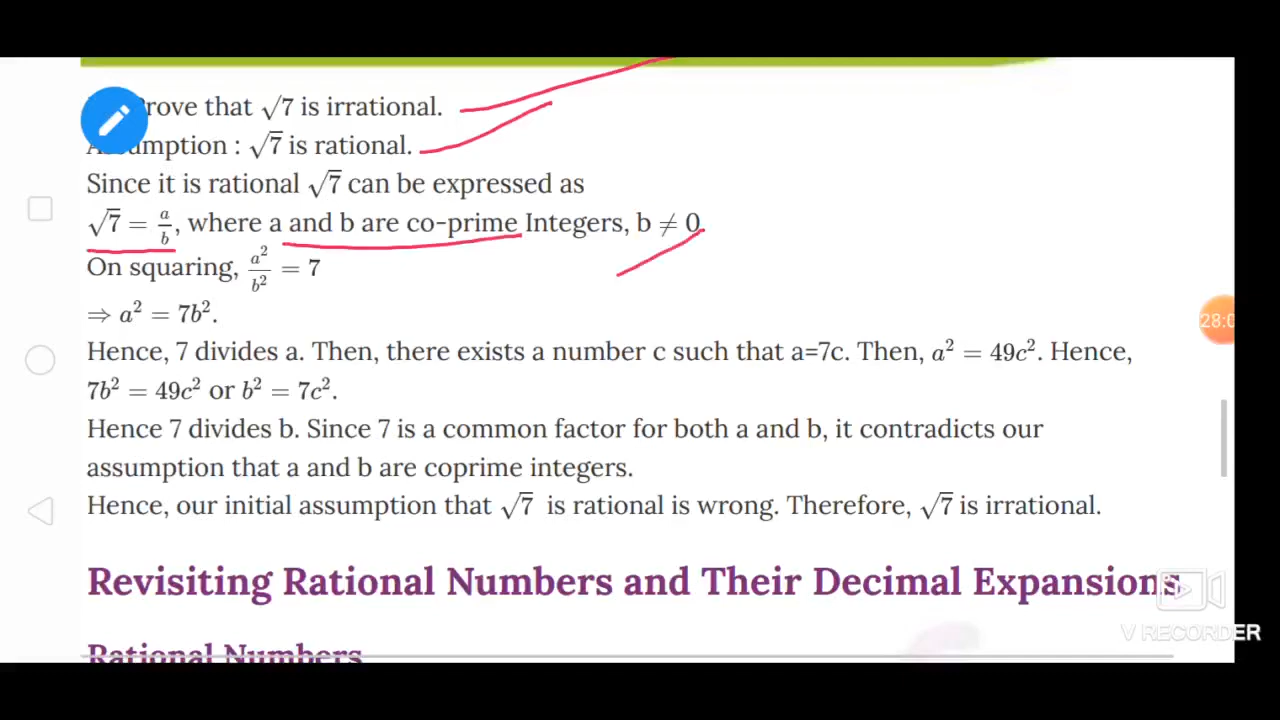 rove that √7 is irrational.
umption : √7 is rational.
Since it is rational √7 can be expressed as
√7 = a/b, where a and b are co-prime Integers, b ≠ 0
On squaring, a²/b² = 7
⇒ a² = 7b².
28:0
Hence, 7 divides a. Then, there exists a number c such that a=7c. Then, a² = 49c². Hence,
7b² = 49c² or b² = 7c².
Hence 7 divides b. Since 7 is a common factor for both a and b, it contradicts our
assumption that a and b are coprime integers.
Hence, our initial assumption that √7 is rational is wrong. Therefore, √7 is irrational.
Revisiting Rational Numbers and Their Decimal Expansions
V RECORDER
Rational Numbers